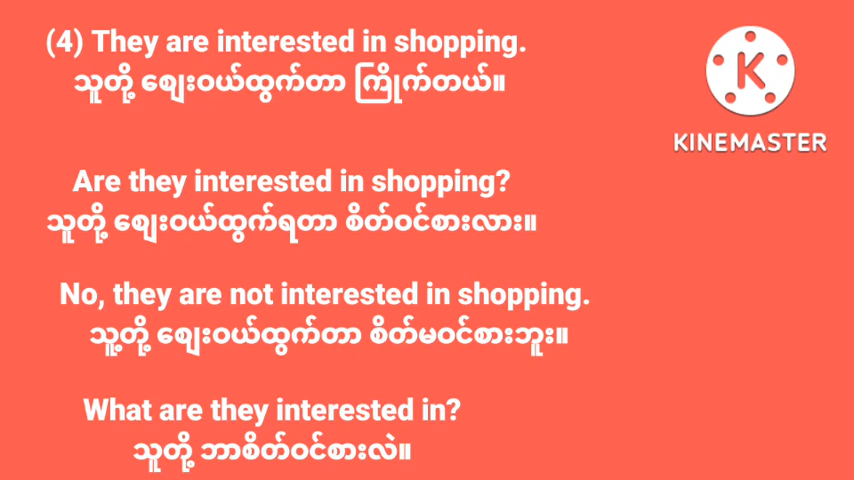 (4) They are interested in shopping.
သူတို့ ဈေးဝယ်ထွက်တာ ကြိုက်တယ်။
KINEMASTER
Are they interested in shopping?
သူတို့ ဈေးဝယ်ထွက်ရတာ စိတ်ဝင်စားလား။
No, they are not interested in shopping.
သူ့တို့ ဈေးဝယ်ထွက်တာ စိတ်မဝင်စားဘူး။
What are they interested in?
သူတို့ ဘာစိတ်ဝင်စားလဲ။